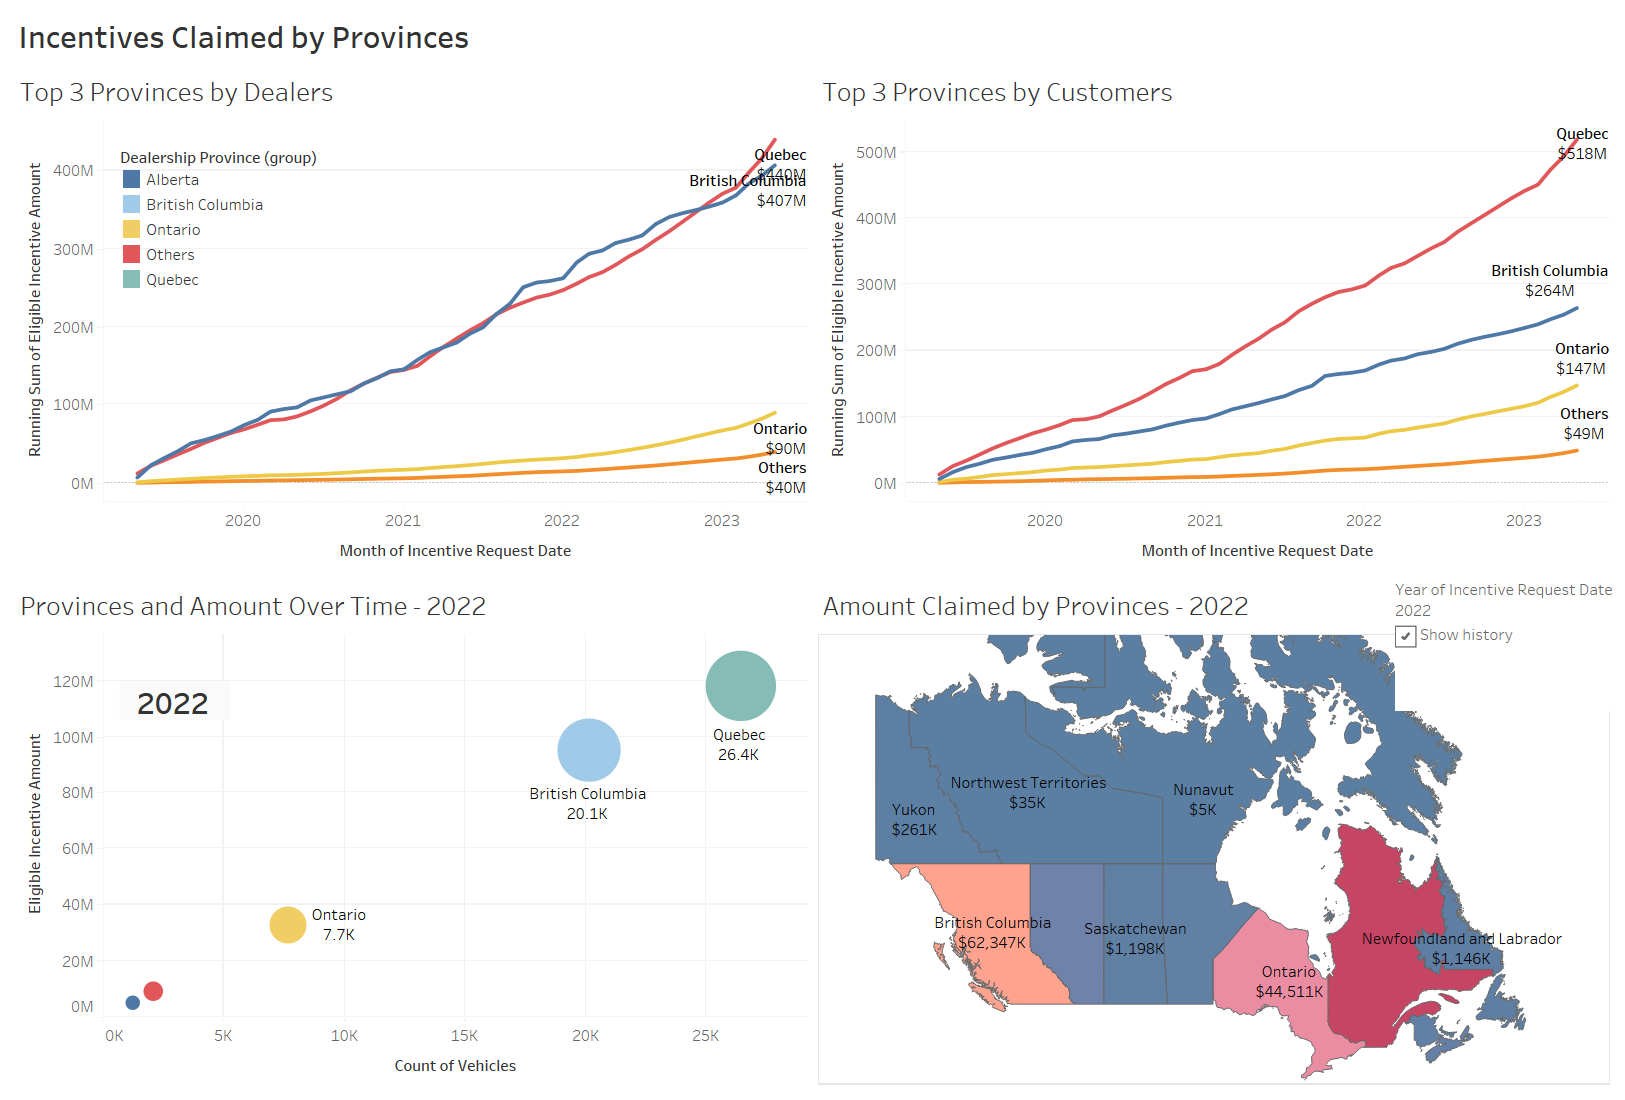 Incentives Claimed by Provinces
Top 3 Provinces by Dealers
Running Sum of Eligible Incentive Amount
400M
300M
200M
100M
0M
Dealership Province (group)
Alberta
British Columbia
Ontario
Others
Quebec
Quebec
$440M
British Columbia
$407M
Ontario
$90M
Others
$40M
2020
2021
2022
2023
Month of Incentive Request Date
Top 3 Provinces by Customers
Running Sum of Eligible Incentive Amount
500M
400M
300M
200M
100M
0M
Quebec
$518M
British Columbia
$264M
Ontario
$147M
Others
$49M
2020
2021
2022
2023
Month of Incentive Request Date
Provinces and Amount Over Time - 2022
Eligible Incentive Amount
120M
100M
80M
60M
40M
20M
0M
2022
Quebec
26.4K
British Columbia
20.1K
Ontario
7.7K
0K
5K
10K
15K
20K
25K
Count of Vehicles
Amount Claimed by Provinces - 2022
Year of Incentive Request Date
2022
Show history
Northwest Territories
$35K
Nunavut
$5K
Yukon
$261K
British Columbia
$62,347K
Saskatchewan
$1,198K
Newfoundland and Labrador
$1,146K
Ontario
$44,511K